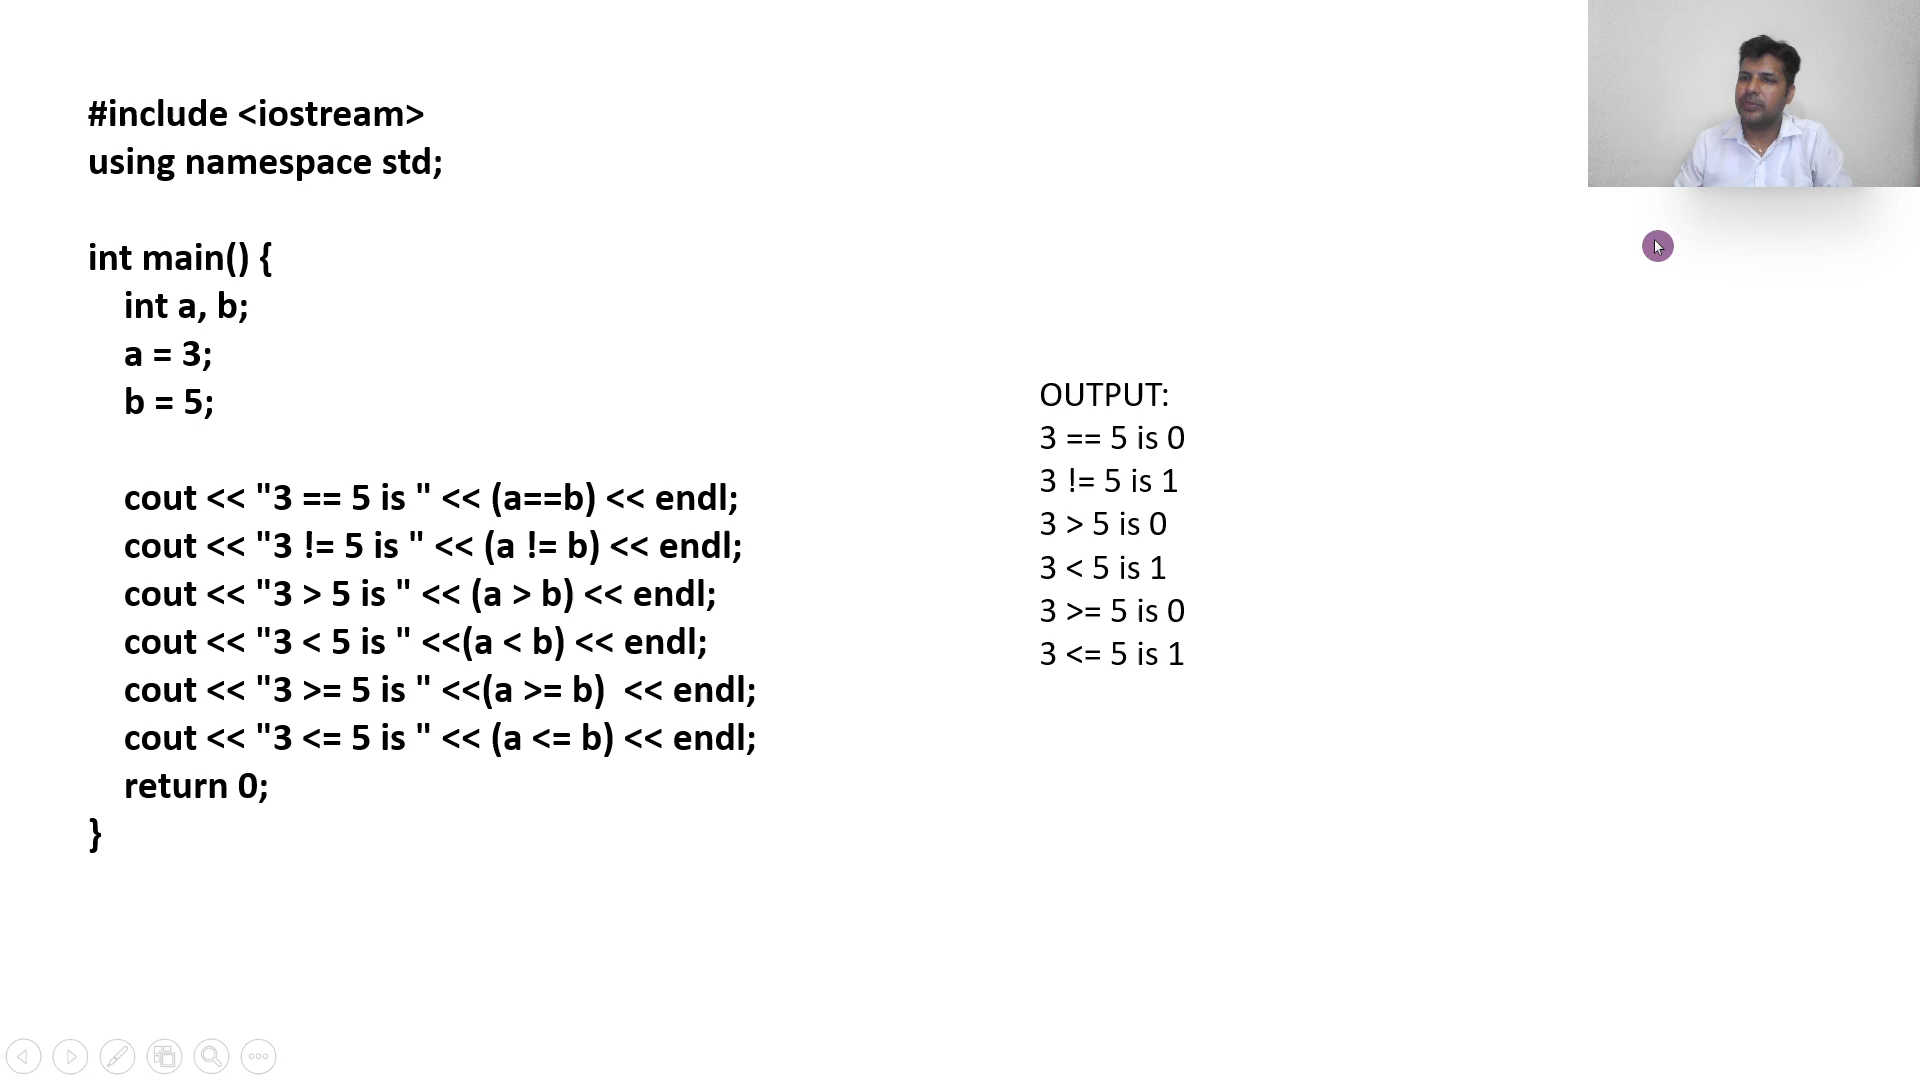 #include <iostream>
using namespace std;
int main() {
int a, b;
a = 3;
b = 5;
cout << "3 == 5 is " << (a==b) << endl;
cout << "3 != 5 is " << (a != b) << endl;
cout << "3 > 5 is " << (a > b) << endl;
cout << "3 < 5 is " <<(a < b) << endl;
cout << "3 >= 5 is " <<(a >= b)  << endl;
cout << "3 <= 5 is " << (a <= b) << endl;
return 0;
}
OUTPUT:
3 == 5 is 0
3 != 5 is 1
3 > 5 is 0
3 < 5 is 1
3 >= 5 is 0
3 <= 5 is 1